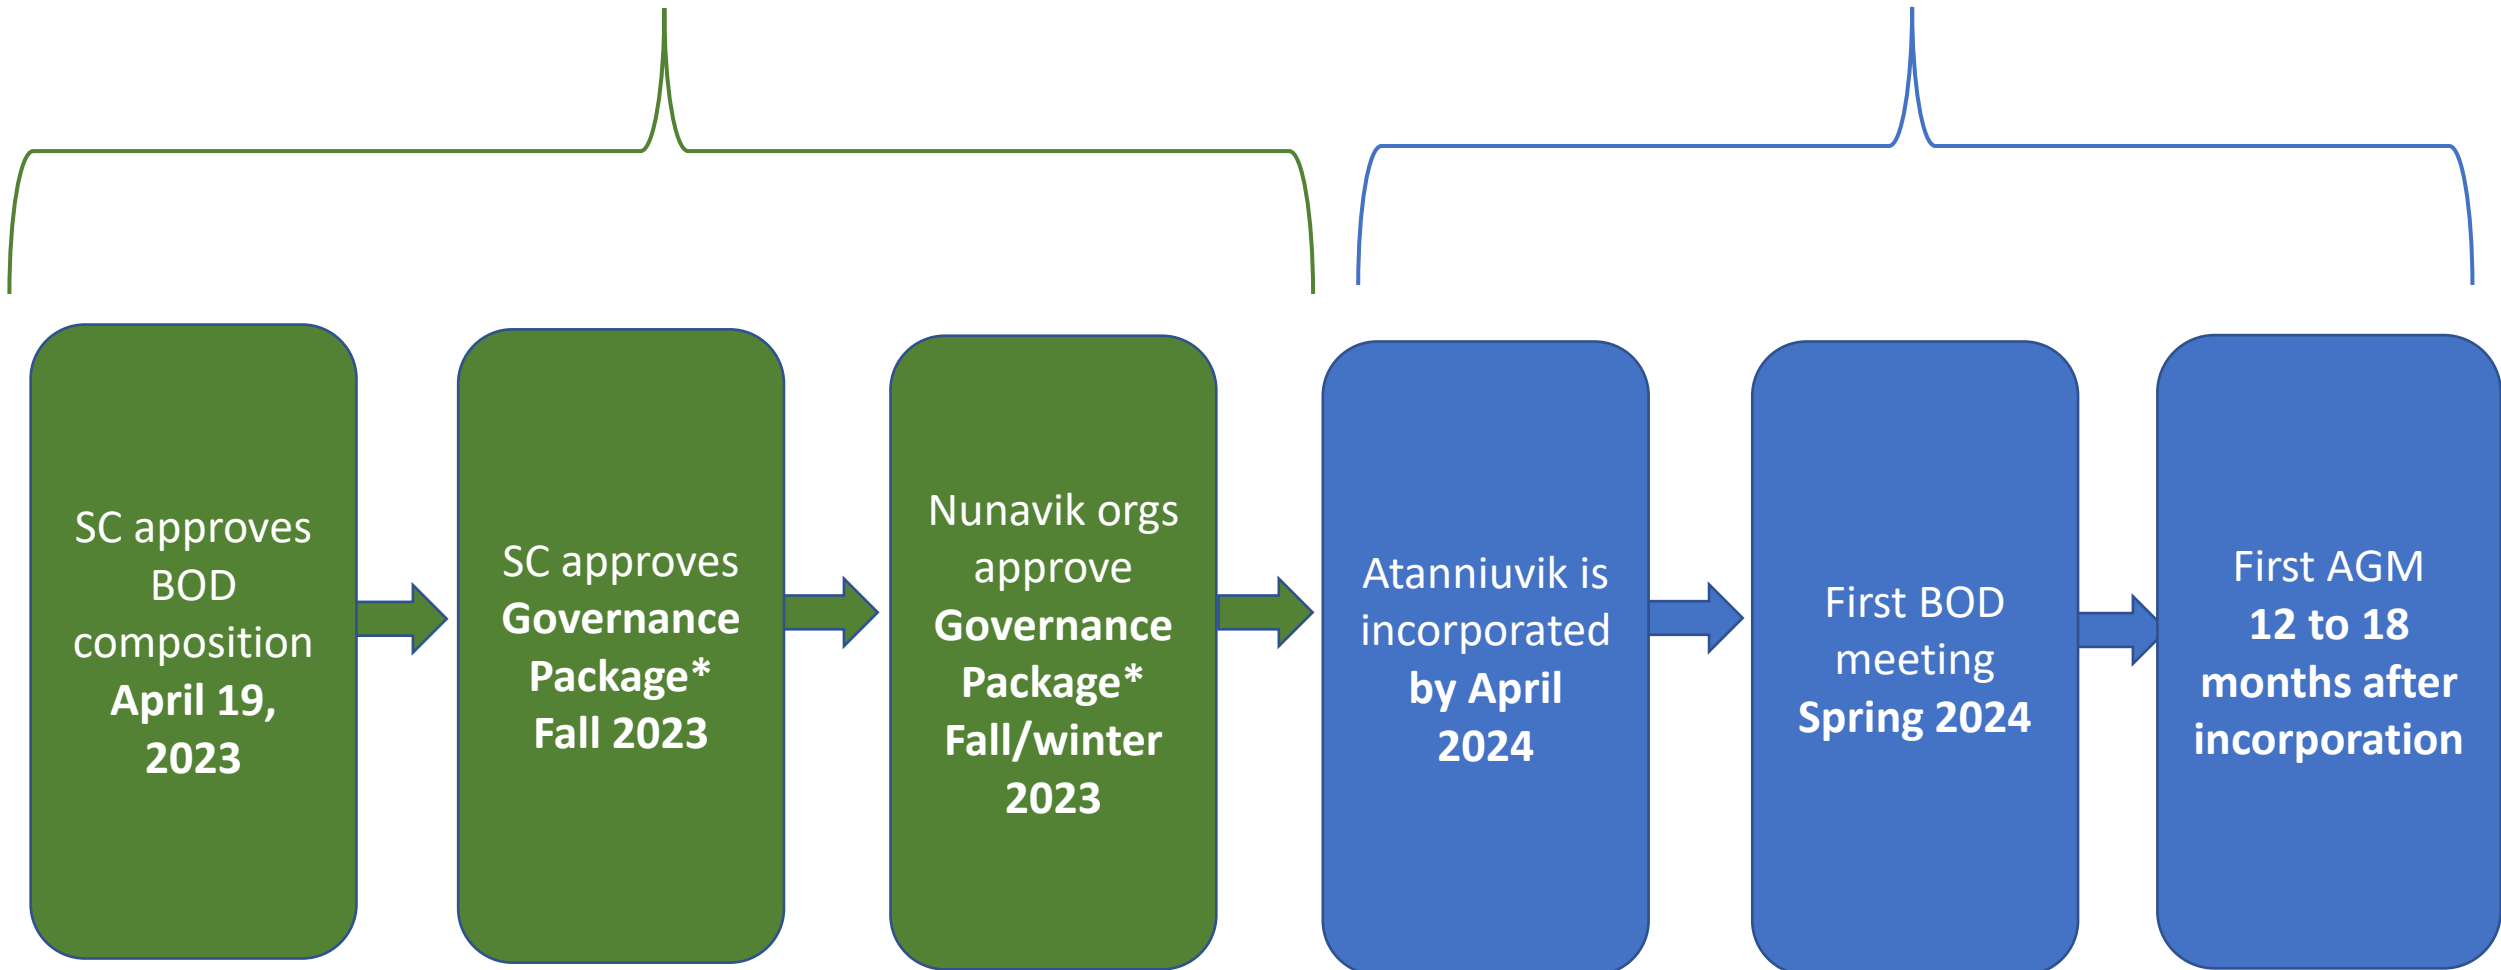 SC approves
BOD
composition
April 19,
2023
SC approves
Governance
Package*
Fall 2023
Nunavik orgs
approve
Governance
Package*
Fall/winter
2023
Atanniuvik is
incorporated
by April
2024
First BOD
meeting
Spring 2024
First AGM
12 to 18
months after
incorporation